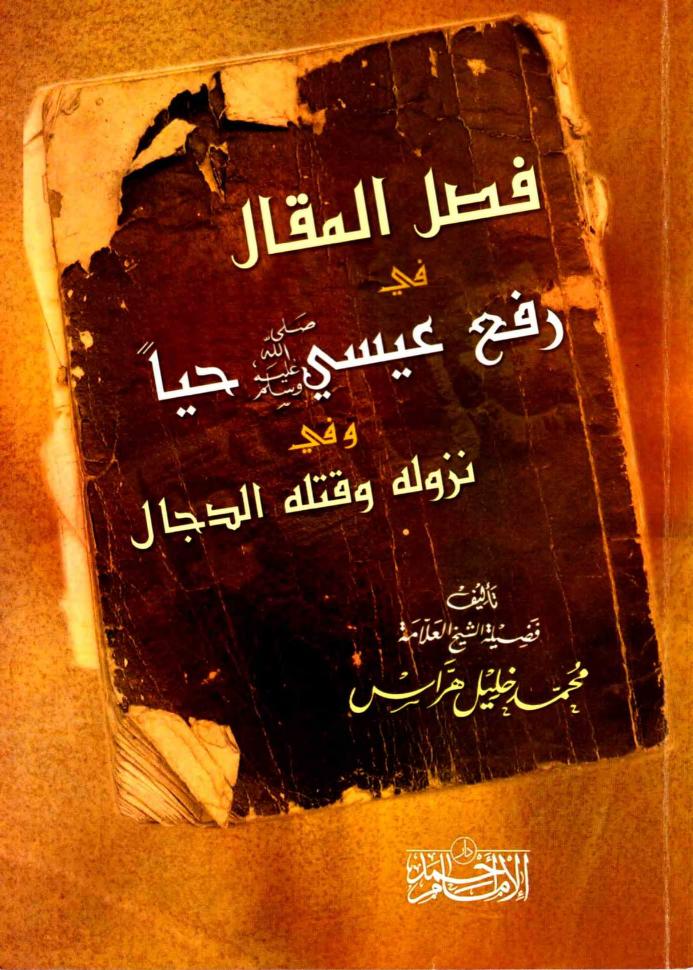 فصل المقال
في
رفع عيسي صلى الله عليه وسلم حياً
وفي
نزوله وقتله الدجال
تأليف
فضيلة الشيخ العلامة
محمد خليل هراس
دار
الإمام أحمد